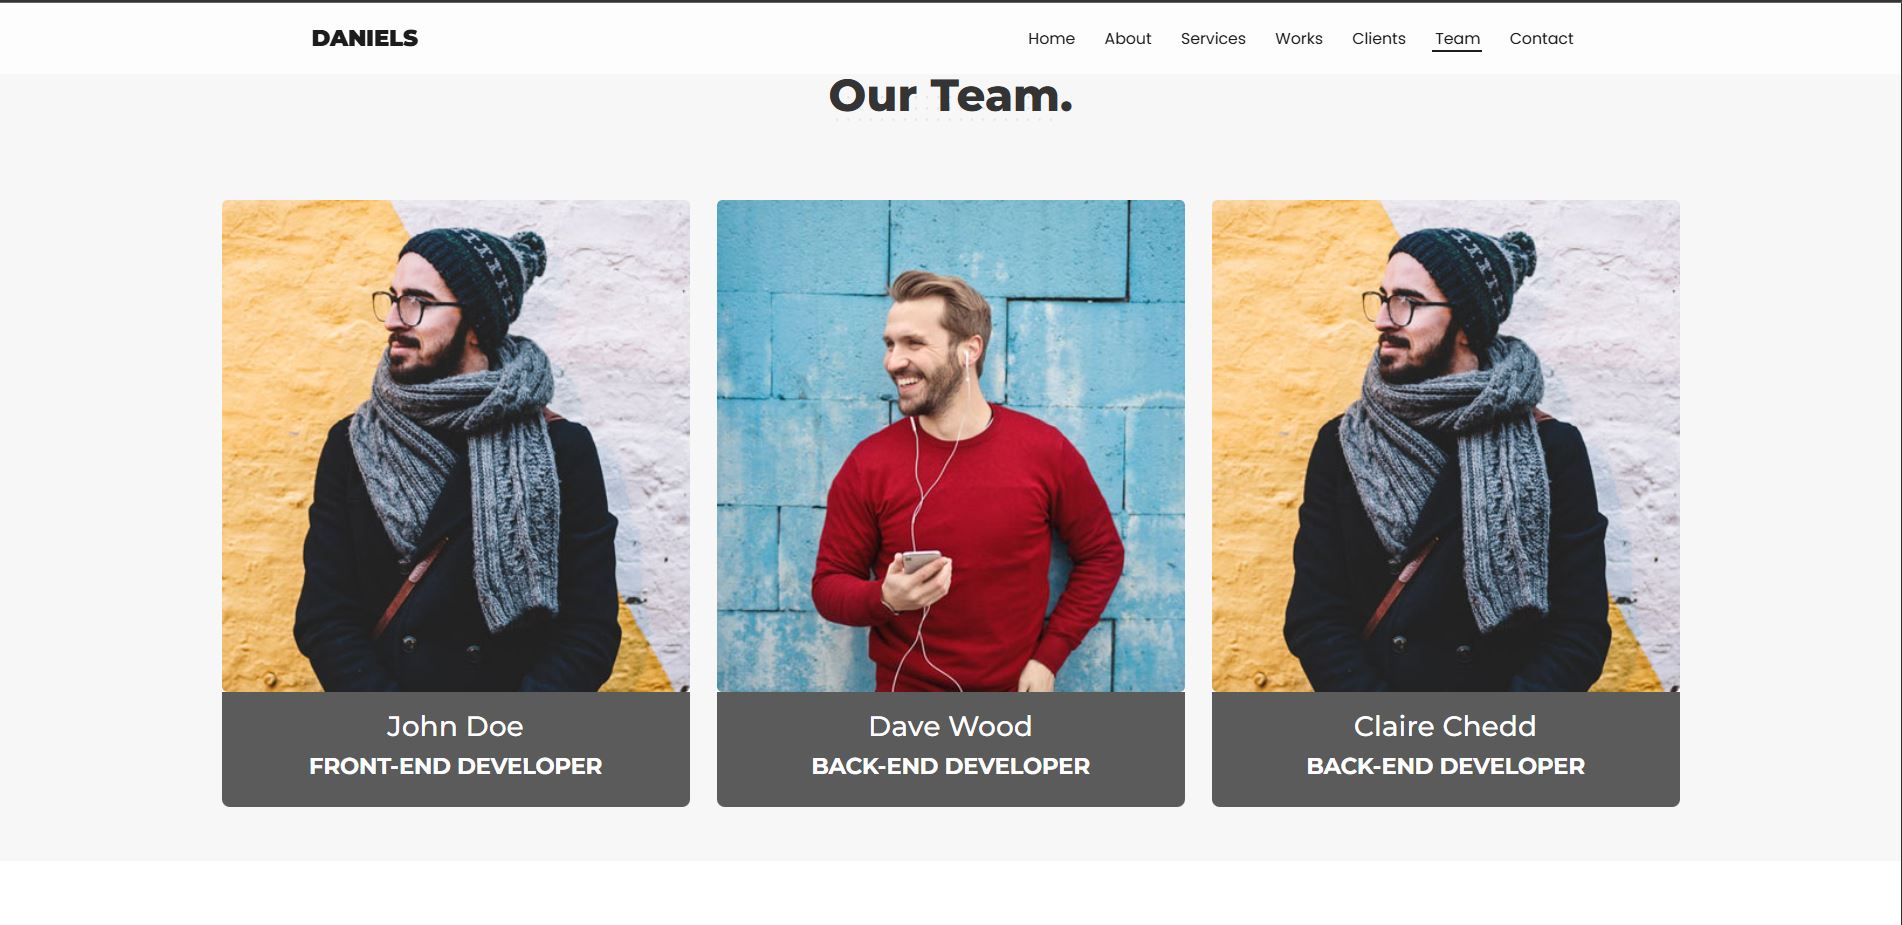 DANIELS
Home About Services Works Clients Team Contact
Our Team.
John Doe
FRONT-END DEVELOPER
Dave Wood
BACK-END DEVELOPER
Claire Chedd
BACK-END DEVELOPER